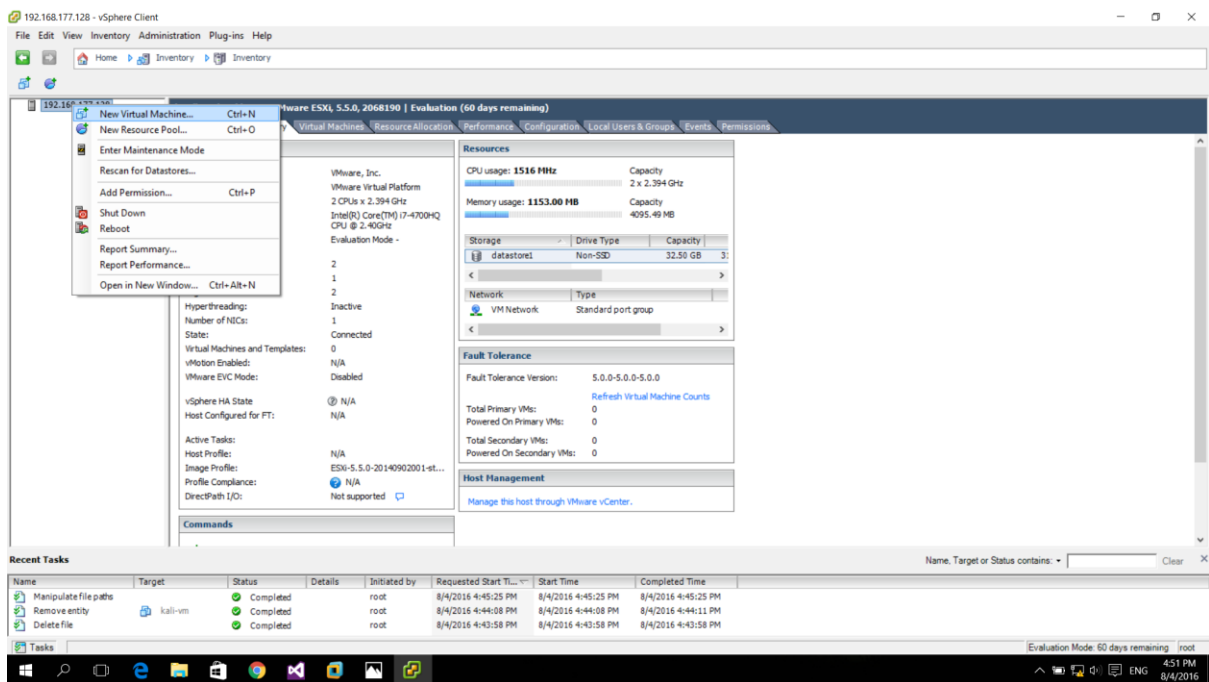 192.168.177.128 - vSphere Client
File Edit View Inventory Administration Plug-ins Help
Home Inventory Inventory
New Virtual Machine... Ctrl+N
New Resource Pool... Ctrl+O
Enter Maintenance Mode
Rescan for Datastores...
Add Permission... Ctrl+P
Shut Down
Reboot
Report Summary...
Report Performance...
Open in New Window... Ctrl+Alt+N
ESXi, 5.5.0, 2068190 | Evaluation (60 days remaining)
Virtual Machines Resource Allocation Performance Configuration Local Users & Groups Events Permissions
VMware, Inc.
VMware Virtual Platform
2 CPUs x 2.394 GHz
Intel(R) Core(TM) i7-4700HQ
CPU @ 2.40GHz
Evaluation Mode -
2
1
2
Hyperthreading: Inactive
Number of NICs: 1
State: Connected
Virtual Machines and Templates: 0
vMotion Enabled: N/A
VMware EVC Mode: Disabled
vSphere HA State N/A
Host Configured for FT: N/A
Active Tasks:
Host Profile: N/A
Image Profile: ESXi-5.5.0-20140902001-st...
Profile Compliance: N/A
DirectPath I/O: Not supported
Commands
Resources
CPU usage: 1516 MHz Capacity
2 x 2.394 GHz
Memory usage: 1153.00 MB Capacity
4095.49 MB
Storage Drive Type Capacity
datastore1 Non-SSD 32.50 GB 3:
Network Type
VM Network Standard port group
Fault Tolerance
Fault Tolerance Version: 5.0.0-5.0.0-5.0.0
Refresh Virtual Machine Counts
Total Primary VMs: 0
Powered On Primary VMs: 0
Total Secondary VMs: 0
Powered On Secondary VMs: 0
Host Management
Manage this host through VMware vCenter.
Recent Tasks
Name, Target or Status contains: Clear
Name Target Status Details Initiated by Requested Start Ti... Start Time Completed Time
Manipulate file paths Completed root 8/4/2016 4:45:25 PM 8/4/2016 4:45:25 PM 8/4/2016 4:45:25 PM
Remove entity kali-vm Completed root 8/4/2016 4:44:08 PM 8/4/2016 4:44:08 PM 8/4/2016 4:44:11 PM
Delete file Completed root 8/4/2016 4:43:58 PM 8/4/2016 4:43:58 PM 8/4/2016 4:43:58 PM
Tasks
Evaluation Mode: 60 days remaining root
ENG
4:51 PM
8/4/2016